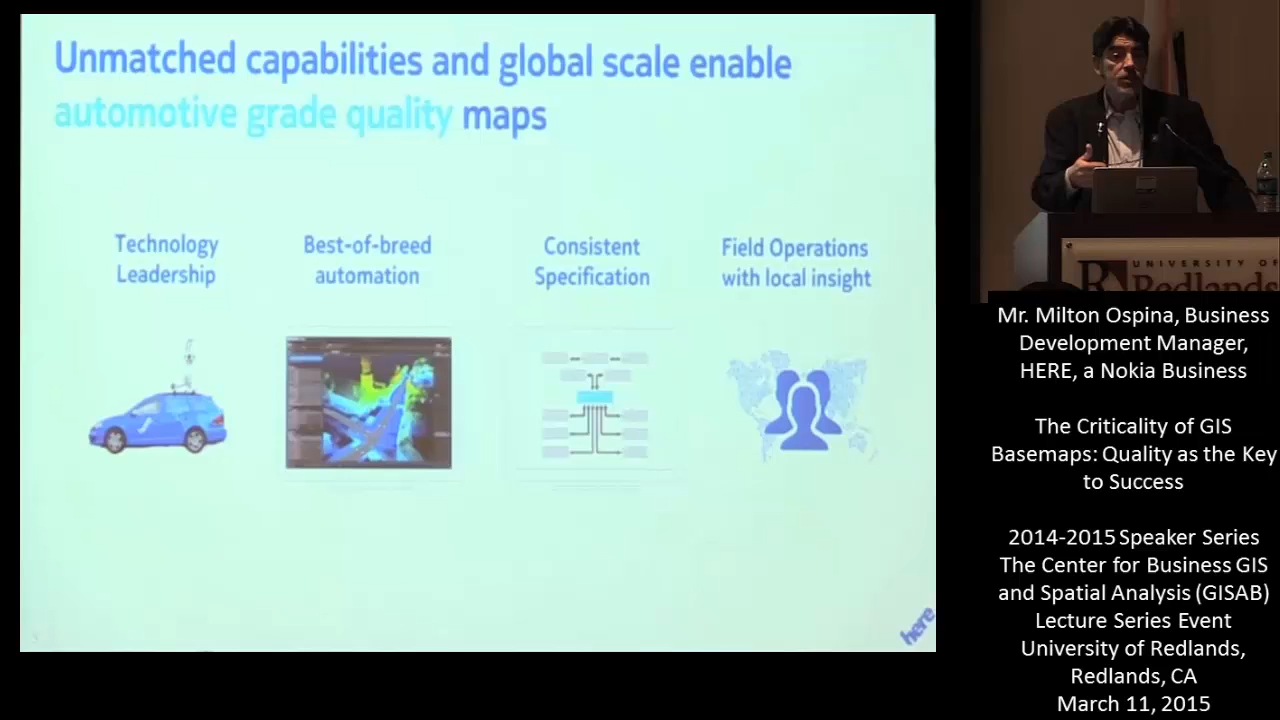 Unmatched capabilities and global scale enable
automotive grade quality maps
Technology
Leadership
Best-of-breed
automation
Consistent
Specification
Field Operations
with local insight
here
UNIVERSITY OF
Redlands
Mr. Milton Ospina, Business
Development Manager,
HERE, a Nokia Business
The Criticality of GIS
Basemaps: Quality as the Key
to Success
2014-2015 Speaker Series
The Center for Business GIS
and Spatial Analysis (GISAB)
Lecture Series Event
University of Redlands,
Redlands, CA
March 11, 2015